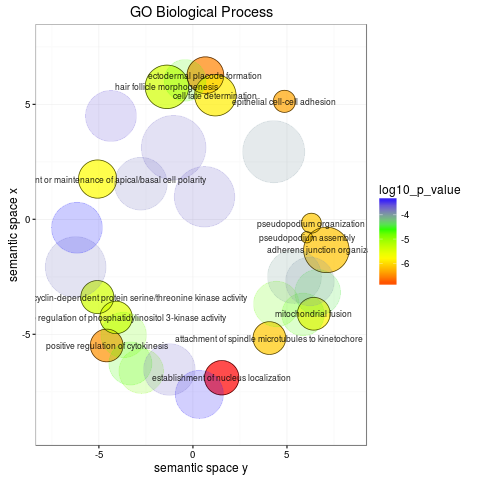 GO Biological Process
ectodermal placode formation
hair follicle morphogenesis
cell fate determination
epithelial cell-cell adhesion
nt or maintenance of apical/basal cell polarity
pseudopodium organization
pseudopodium assembly
adherens junction organiza
cyclin-dependent protein serine/threonine kinase activity
regulation of phosphatidylinositol 3-kinase activity
mitochondrial fusion
attachment of spindle microtubules to kinetochore
positive regulation of cytokinesis
establishment of nucleus localization
5
0
-5
semantic space x
-5
0
5
semantic space y
log10_p_value
-4
-5
-6